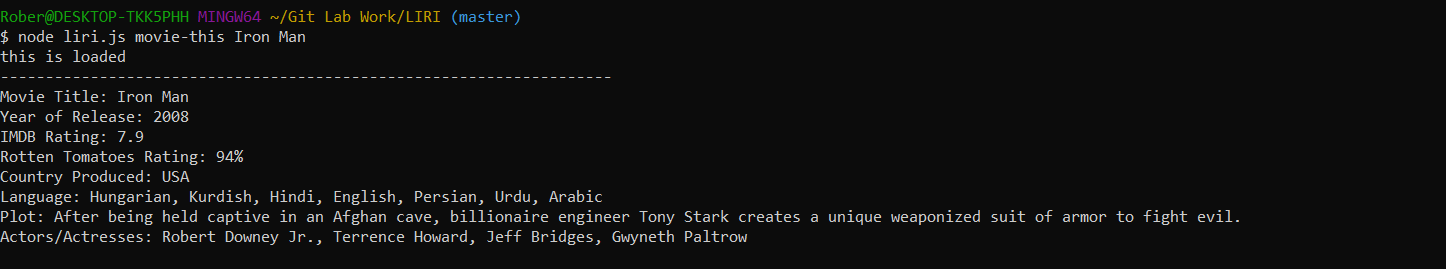 Rober@DESKTOP-TKK5PHH MINGW64 ~/Git Lab Work/LIRI (master)
$ node liri.js movie-this Iron Man
this is loaded
--------------------------------------------------------------------
Movie Title: Iron Man
Year of Release: 2008
IMDB Rating: 7.9
Rotten Tomatoes Rating: 94%
Country Produced: USA
Language: Hungarian, Kurdish, Hindi, English, Persian, Urdu, Arabic
Plot: After being held captive in an Afghan cave, billionaire engineer Tony Stark creates a unique weaponized suit of armor to fight evil.
Actors/Actresses: Robert Downey Jr., Terrence Howard, Jeff Bridges, Gwyneth Paltrow